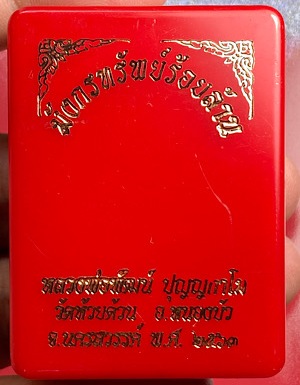 มังกรทรัพย์ร้อยล้าน
หลวงพ่อพัฒน์ ปุญญกาโม
วัดห้วยด้วน อ.หนองบัว
จ.นครสวรรค์ พ.ศ.๒๕๖๓